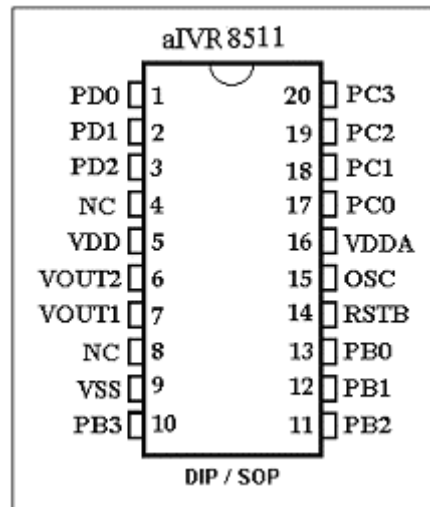 aIVR8511
PD0 1 20 PC3
PD1 2 19 PC2
PD2 3 18 PC1
NC 4 17 PC0
VDD 5 16 VDDA
VOUT2 6 15 OSC
VOUT1 7 14 RSTB
NC 8 13 PB0
VSS 9 12 PB1
PB3 10 11 PB2
DIP / SOP